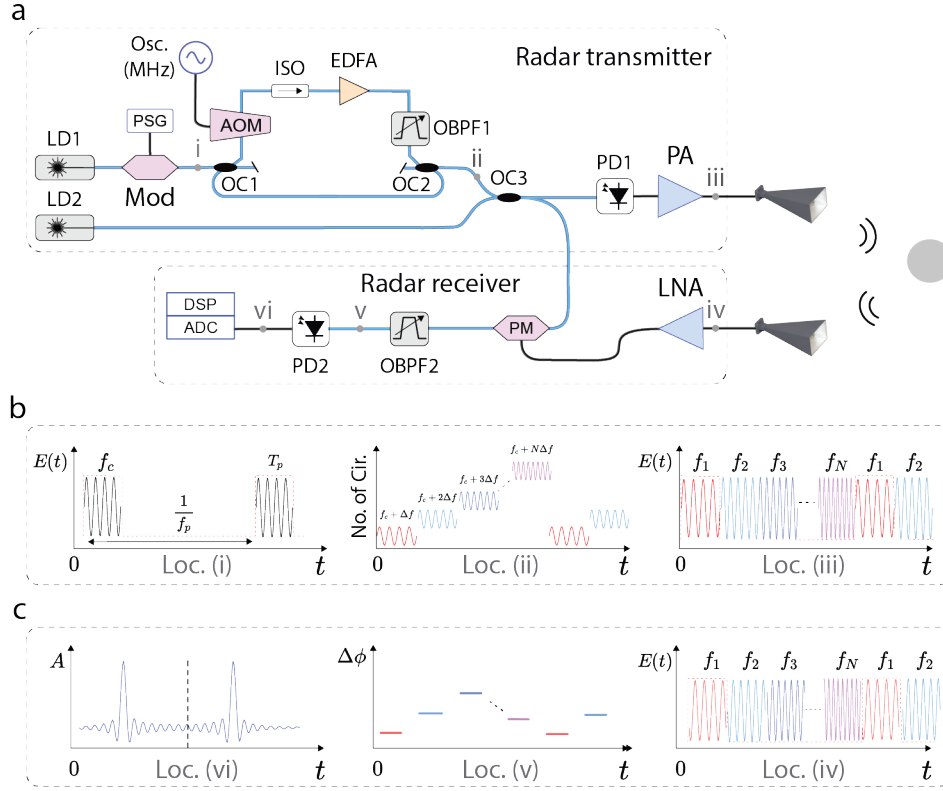 a
Osc.
(MHz)
ISO
EDFA
Radar transmitter
PSG
AOM
OBPF1
LD1
i
ii
PD1
PA
iii
OC1
OC2
OC3
Mod
LD2
Radar receiver
LNA
iv
DSP
ADC
vi
v
PM
PD2
OBPF2
b
E(t)
f_c
T_p
1
f_p
0
Loc. (i)
t
No. of Cir.
f_c + Δf
f_c + 2Δf
f_c + 3Δf
f_c + NΔf
0
Loc. (ii)
t
E(t)
f_1 f_2 f_3 f_N f_1 f_2
0
Loc. (iii)
t
c
A
0
Loc. (vi)
t
Δϕ
0
Loc. (v)
t
E(t)
f_1 f_2 f_3 f_N f_1 f_2
0
Loc. (iv)
t